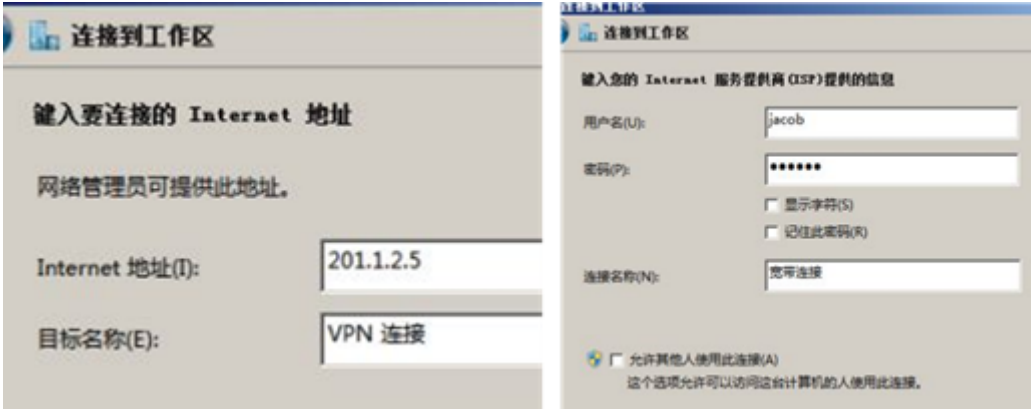 连接到工作区
键入要连接的 Internet 地址
网络管理员可提供此地址。
Internet 地址(I):
201.1.2.5
目标名称(E):
VPN 连接
连接到工作区
连接到工作区
键入您的 Internet 服务提供商(ISP)提供的信息
用户名(U):
jacob
密码(P):
••••••
显示字符(S)
记住此密码(R)
连接名称(N):
宽带连接
允许其他人使用此连接(A)
这个选项允许可以访问这台计算机的人使用此连接。